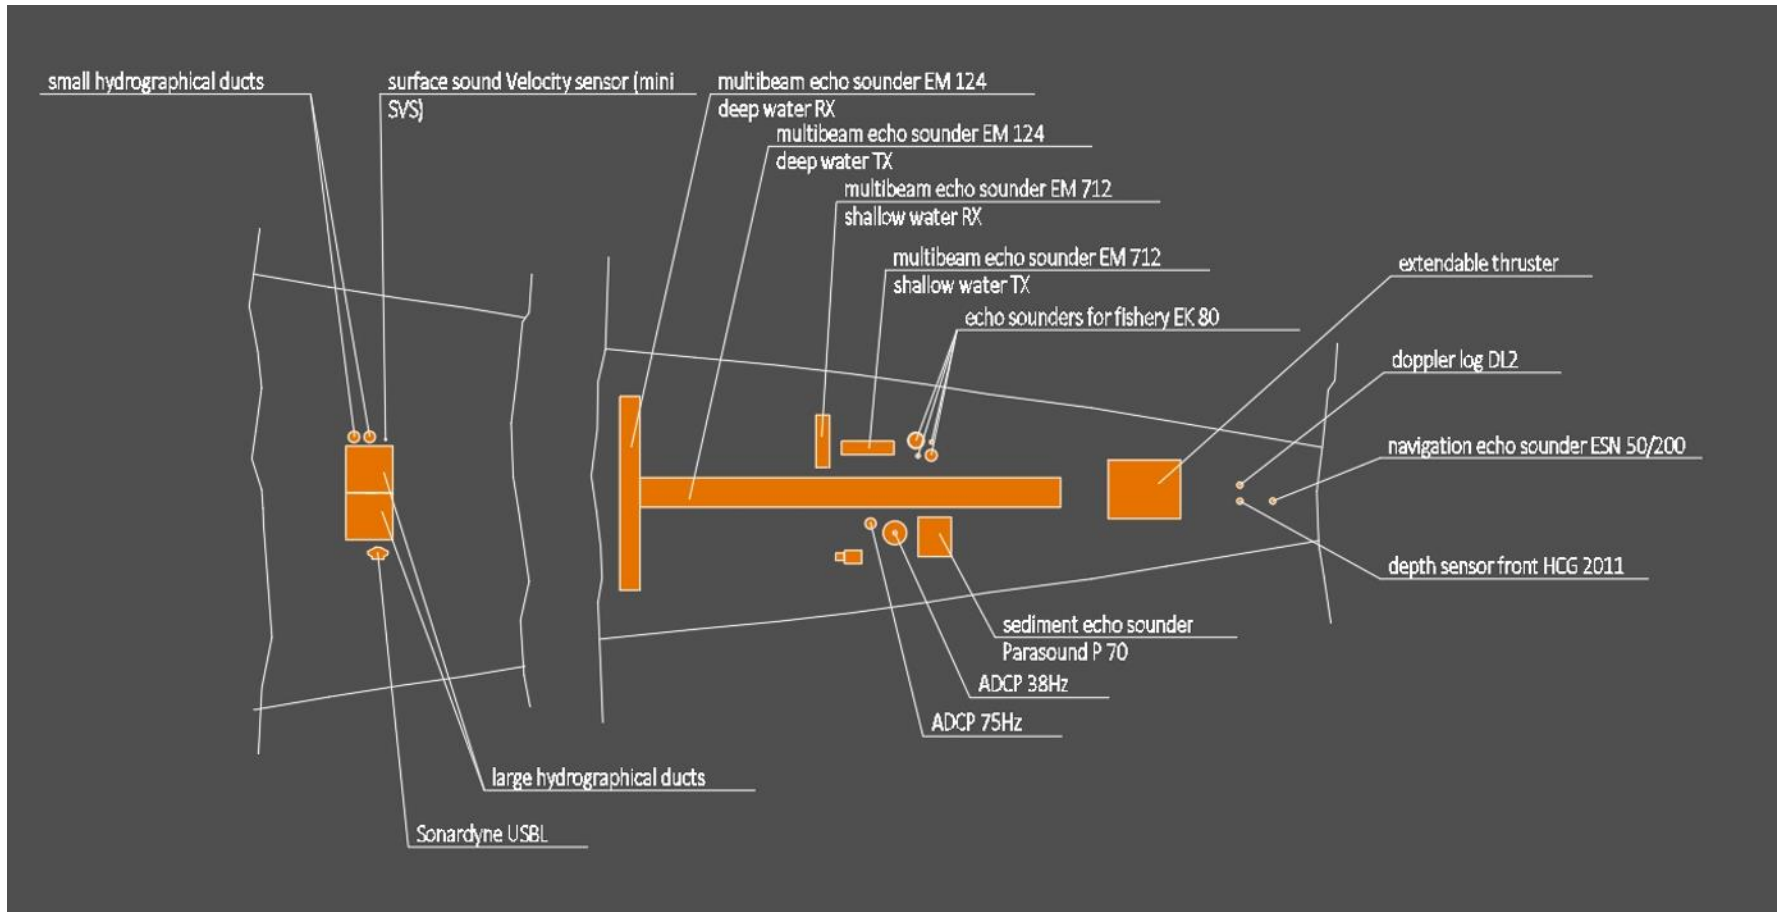 small hydrographical ducts
surface sound Velocity sensor (mini
SVS)
multibeam echo sounder EM 124
deep water RX
multibeam echo sounder EM 124
deep water TX
multibeam echo sounder EM 712
shallow water RX
multibeam echo sounder EM 712
shallow water TX
echo sounders for fishery EK 80
extendable thruster
doppler log DL2
navigation echo sounder ESN 50/200
depth sensor front HCG 2011
sediment echo sounder
Parasound P 70
ADCP 38Hz
ADCP 75Hz
large hydrographical ducts
Sonardyne USBL